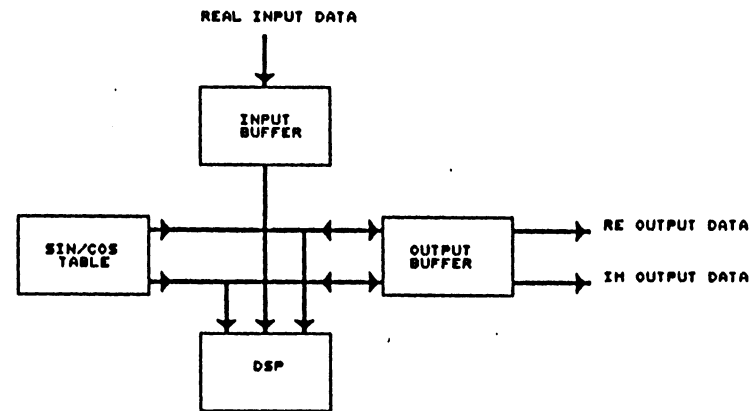 REAL INPUT DATA
INPUT
BUFFER
SIN/COS
TABLE
OUTPUT
BUFFER
RE OUTPUT DATA
IM OUTPUT DATA
DSP